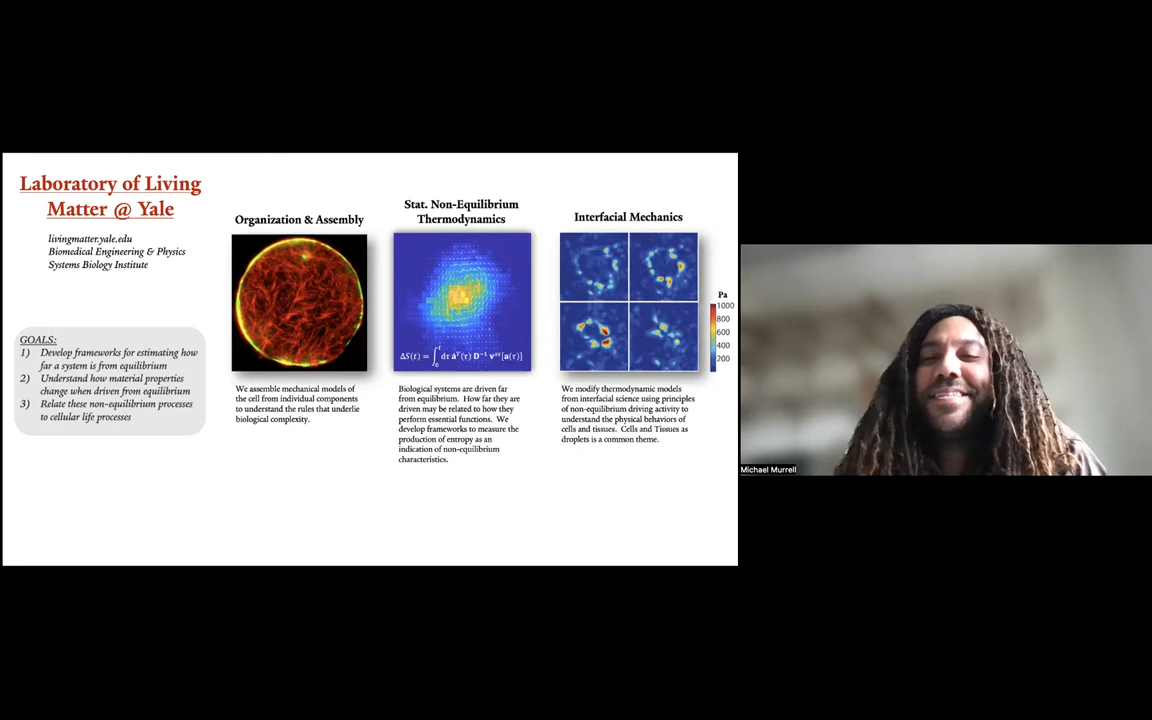 Laboratory of Living
Matter @ Yale
livingmatter.yale.edu
Biomedical Engineering & Physics
Systems Biology Institute
GOALS:
1) Develop frameworks for estimating how
far a system is from equilibrium
2) Understand how material properties
change when driven from equilibrium
3) Relate these non-equilibrium processes
to cellular life processes
Organization & Assembly
We assemble mechanical models of
the cell from individual components
to understand the rules that underlie
biological complexity.
Stat. Non-Equilibrium
Thermodynamics
ΔS(t) = ∫₀ᵗ dτ ȧᵀ(τ) D⁻¹ vˢˢ[a(τ)]
Biological systems are driven far
from equilibrium. How far they are
driven may be related to how they
perform essential functions. We
develop frameworks to measure the
production of entropy as an
indication of non-equilibrium
characteristics.
Interfacial Mechanics
Pa
1000
800
600
400
200
We modify thermodynamic models
from interfacial science using principles
of non-equilibrium driving activity to
understand the physical behaviors of
cells and tissues. Cells and Tissues as
droplets is a common theme.
Michael Murrell